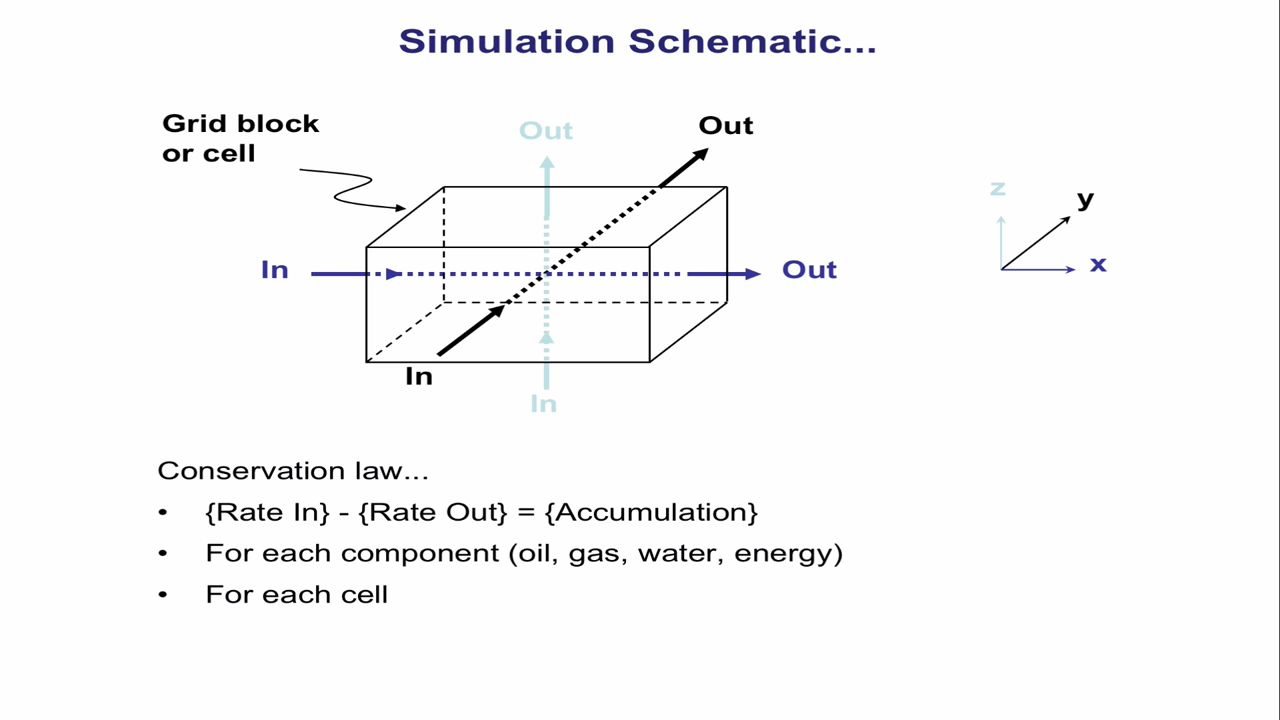 Simulation Schematic...
Grid block
or cell
Out
Out
z
y
In
Out
x
In
In
Conservation law...
• {Rate In} - {Rate Out} = {Accumulation}
• For each component (oil, gas, water, energy)
• For each cell